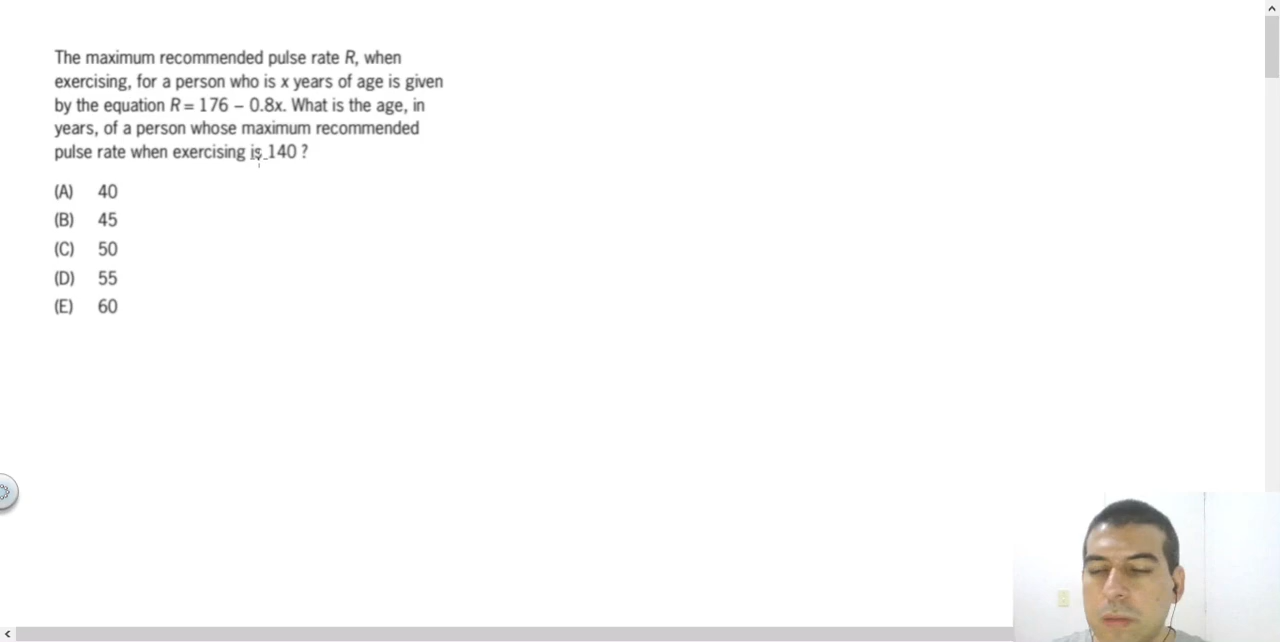 The maximum recommended pulse rate R, when
exercising, for a person who is x years of age is given
by the equation R = 176 – 0.8x. What is the age, in
years, of a person whose maximum recommended
pulse rate when exercising is 140 ?
(A) 40
(B) 45
(C) 50
(D) 55
(E) 60